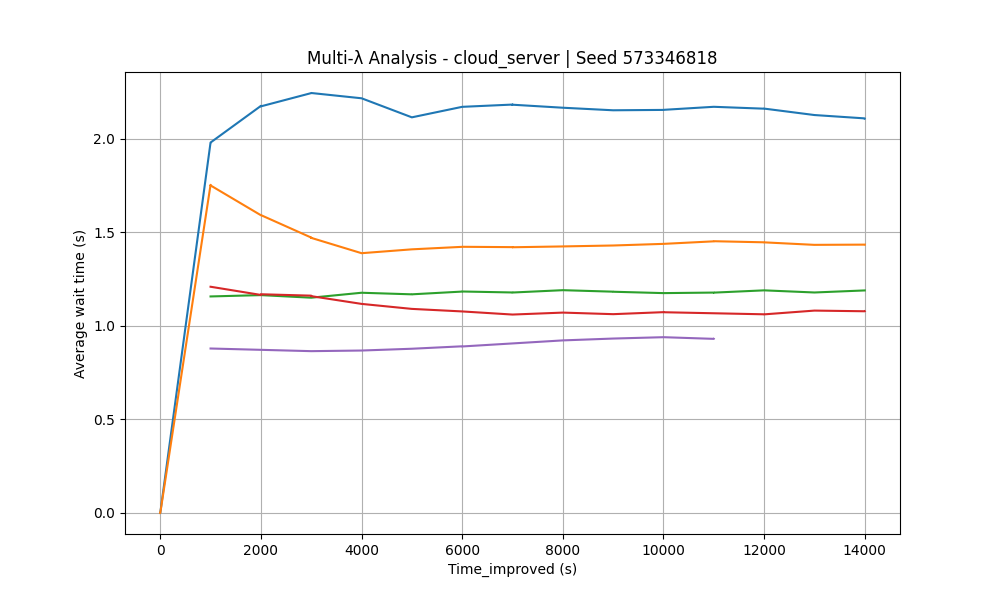 Multi-λ Analysis - cloud_server | Seed 573346818
Average wait time (s)
2.0
1.5
1.0
0.5
0.0
0 2000 4000 6000 8000 10000 12000 14000
Time_improved (s)